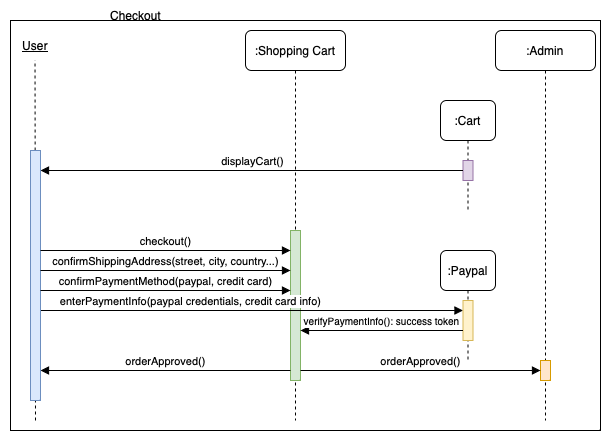 Checkout
User
:Shopping Cart
:Admin
:Cart
displayCart()
checkout()
confirmShippingAddress(street, city, country...)
:Paypal
confirmPaymentMethod(paypal, credit card)
enterPaymentInfo(paypal credentials, credit card info)
verifyPaymentInfo(): success token
orderApproved()
orderApproved()